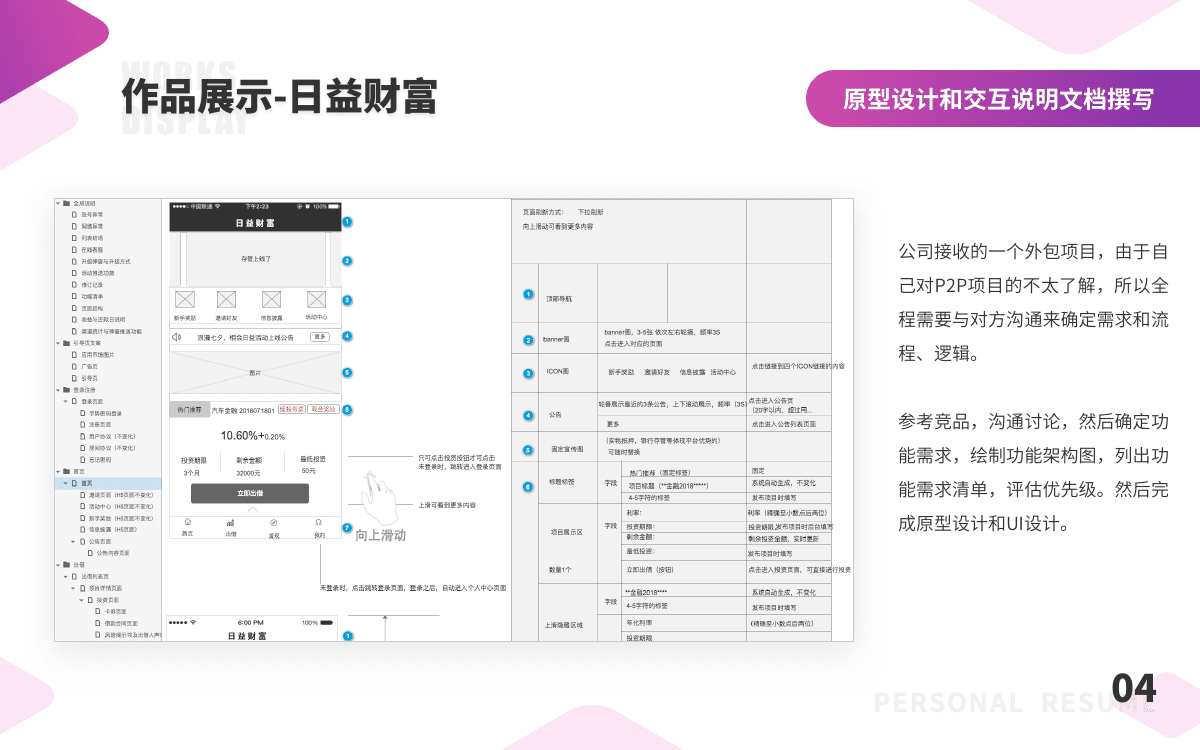 WORKS
DISPLAY
作品展示-日益财富
原型设计和交互说明文档撰写
全局说明
账号异常
网络异常
列表标语
在线客服
升级弹窗与升级方式
活动推送功能
修订记录
功能清单
页面结构
收益与还款日说明
渠道统计与弹窗推送功能
引导页文案
应用市场图片
广告页
引导页
登录注册
登录页面
手势密码登录
注册页面
用户协议（不变化）
居间协议（不变化）
忘记密码
首页
首页
邀请页面（H5页面不变化）
活动中心（H5页面不变化）
新手奖励（H5页面不变化）
信息披露（H5页面）
公告页面
公告内容页面
出借
出借列表页
项目详情页面
投资页面
卡券页面
借款合同页面
风险提示书及出借人声明
中国联通
下午2:23
100%
日益财富
存管上线了
新手奖励
邀请好友
信息披露
活动中心
浪漫七夕，相会日益活动上线公告
更多
图片
热门推荐
汽车金融 2018071801
续投有奖
观念奖励
10.60%+0.20%
投资期限
剩余金额
最低投资
3个月
32000元
50元
立即出借
首页
出借
发现
我的
1
2
3
4
5
6
7
只可点击投资按钮才可点击
未登录时，跳转进入登录页面
上滑可看到更多内容
向上滑动
未登录时，点击跳转登录页面，登录之后，自动进入个人中心页面
6:00 PM
100%
日益财富
1
页面刷新方式： 下拉刷新
向上滑动可看到更多内容
1
顶部导航
2
banner图
banner图，3-5张 依次左右轮播，频率3S
点击进入对应的页面
3
ICON图
新手奖励 邀请好友 信息披露 活动中心
点击链接到四个ICON链接的内容
4
公告
轮番展示最近的3条公告，上下滚动展示，频率（3S）
点击进入公告页
（20字以内，超过用...
更多
点击进入公告列表页面
5
固定宣传图
（实物抵押，银行存管等体现平台优势的）
可随时替换
6
标题标签
字段
热门推荐（固定标签）
固定
项目标题（**金融2018*****）
系统自动生成，不变化
4-5字符的标签
发布项目时填写
项目展示区
字段
利率：
利率（精确至小数点后两位）
投资期限：
投资期限,发布项目时后台填写
剩余金额：
剩余投资金额，实时更新
最低投资：
发布项目时填写
数量1个
立即出借（按钮）
点击进入投资页面，可直接进行投资
上滑隐藏区域
字段
**金融2018****
系统自动生成，不变化
4-5字符的标签
发布项目时填写
年化利率
（精确至小数点后两位）
投资期限
公司接收的一个外包项目，由于自
己对P2P项目的不太了解，所以全
程需要与对方沟通来确定需求和流
程、逻辑。
参考竞品，沟通讨论，然后确定功
能需求，绘制功能架构图，列出功
能需求清单，评估优先级。然后完
成原型设计和UI设计。
PERSONAL RESUME
04